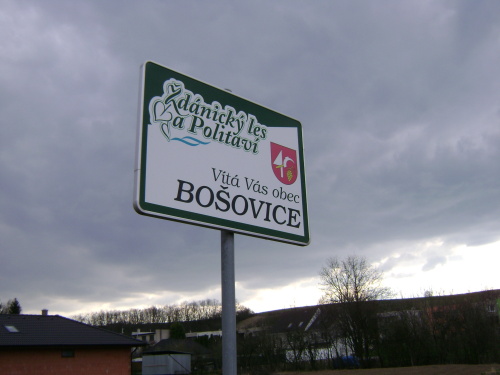 Ždánický les
a Politaví
Vítá Vás obec
BOŠOVICE